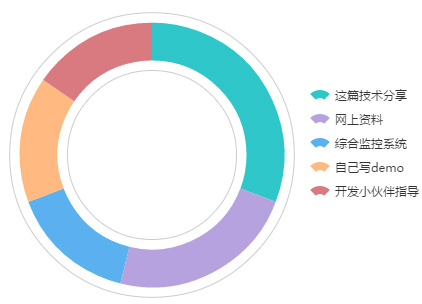 这篇技术分享
网上资料
综合监控系统
自己写demo
开发小伙伴指导